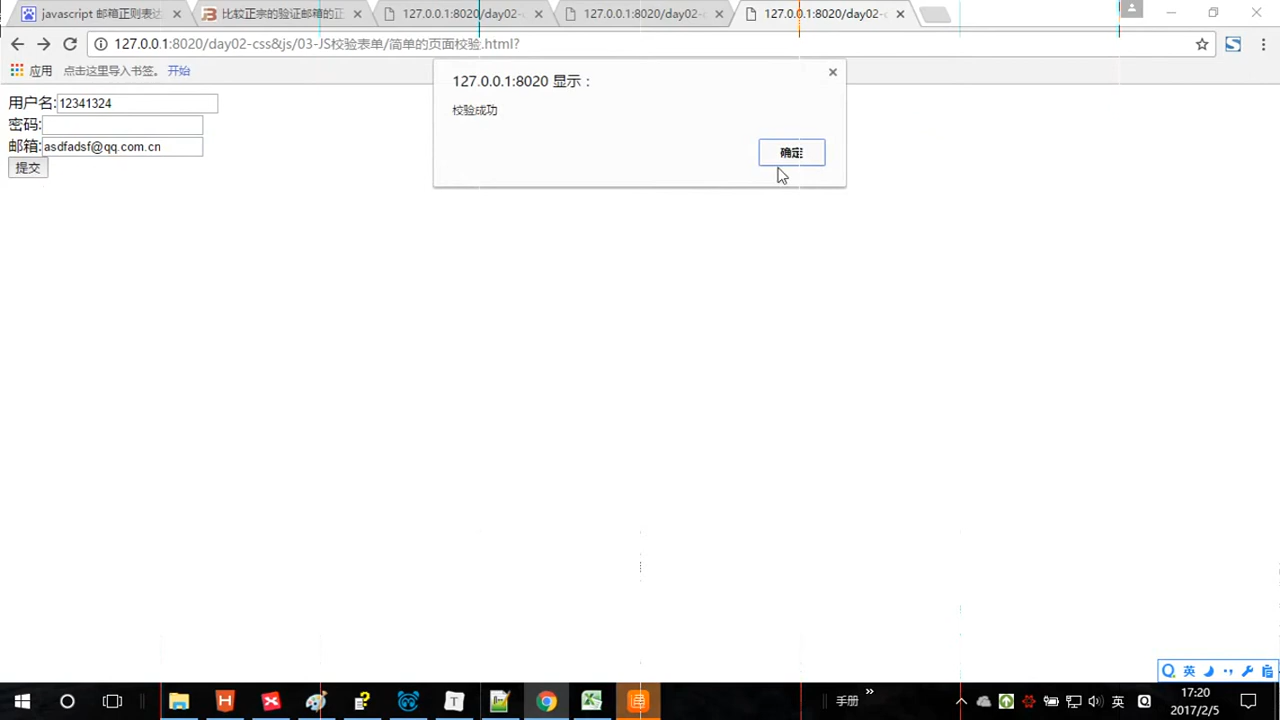 javascript 邮箱正则表达
比较正宗的验证邮箱的正
127.0.0.1:8020/day02-
127.0.0.1:8020/day02-
127.0.0.1:8020/day02-
127.0.0.1:8020/day02-css&js/03-JS校验表单/简单的页面校验.html?
应用 点击这里导入书签。 开始
127.0.0.1:8020 显示：
校验成功
确定
用户名:12341324
密码:
邮箱:asdfadsf@qq.com.cn
提交
英
手册
英
17:20
2017/2/5